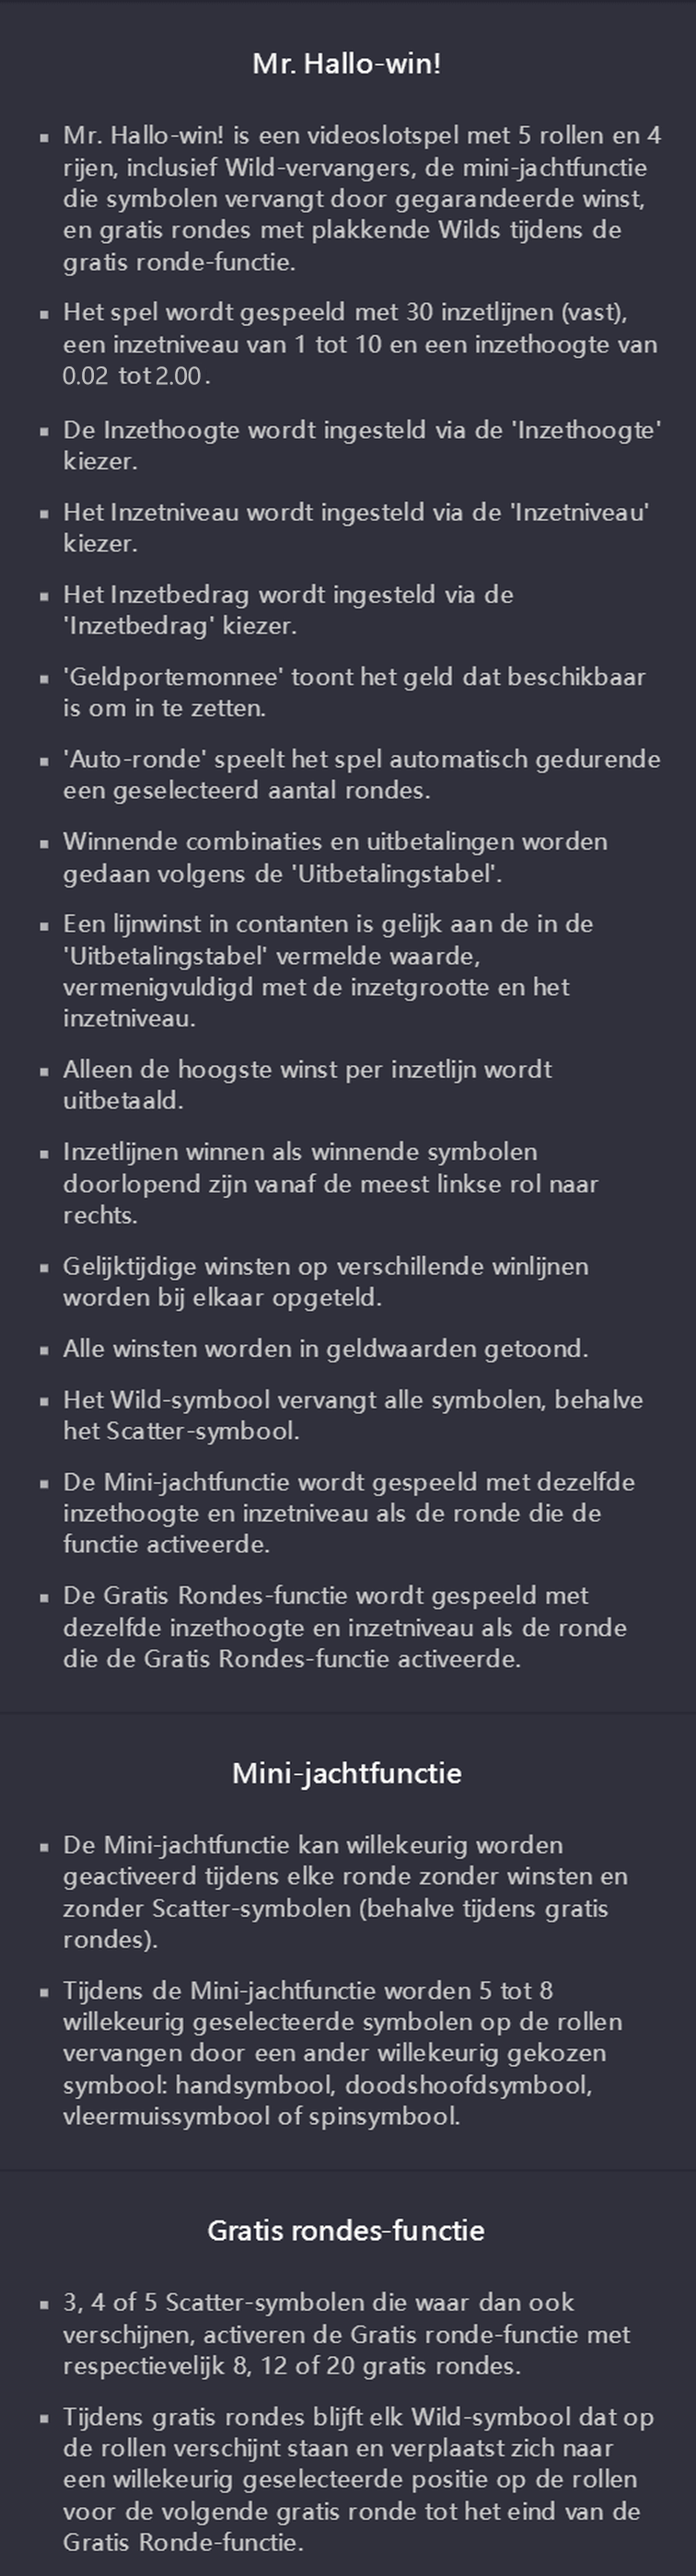 Mr. Hallo-win!
▪ Mr. Hallo-win! is een videoslotspel met 5 rollen en 4
rijen, inclusief Wild-vervangers, de mini-jachtfunctie
die symbolen vervangt door gegarandeerde winst,
en gratis rondes met plakkende Wilds tijdens de
gratis ronde-functie.
▪ Het spel wordt gespeeld met 30 inzetlijnen (vast),
een inzetniveau van 1 tot 10 en een inzethoogte van
0.02 tot 2.00.
▪ De Inzethoogte wordt ingesteld via de 'Inzethoogte'
kiezer.
▪ Het Inzetniveau wordt ingesteld via de 'Inzetniveau'
kiezer.
▪ Het Inzetbedrag wordt ingesteld via de
'Inzetbedrag' kiezer.
▪ 'Geldportemonnee' toont het geld dat beschikbaar
is om in te zetten.
▪ 'Auto-ronde' speelt het spel automatisch gedurende
een geselecteerd aantal rondes.
▪ Winnende combinaties en uitbetalingen worden
gedaan volgens de 'Uitbetalingstabel'.
▪ Een lijnwinst in contanten is gelijk aan de in de
'Uitbetalingstabel' vermelde waarde,
vermenigvuldigd met de inzetgrootte en het
inzetniveau.
▪ Alleen de hoogste winst per inzetlijn wordt
uitbetaald.
▪ Inzetlijnen winnen als winnende symbolen
doorlopend zijn vanaf de meest linkse rol naar
rechts.
▪ Gelijktijdige winsten op verschillende winlijnen
worden bij elkaar opgeteld.
▪ Alle winsten worden in geldwaarden getoond.
▪ Het Wild-symbool vervangt alle symbolen, behalve
het Scatter-symbool.
▪ De Mini-jachtfunctie wordt gespeeld met dezelfde
inzethoogte en inzetniveau als de ronde die de
functie activeerde.
▪ De Gratis Rondes-functie wordt gespeeld met
dezelfde inzethoogte en inzetniveau als de ronde
die de Gratis Rondes-functie activeerde.
Mini-jachtfunctie
▪ De Mini-jachtfunctie kan willekeurig worden
geactiveerd tijdens elke ronde zonder winsten en
zonder Scatter-symbolen (behalve tijdens gratis
rondes).
▪ Tijdens de Mini-jachtfunctie worden 5 tot 8
willekeurig geselecteerde symbolen op de rollen
vervangen door een ander willekeurig gekozen
symbool: handsymbool, doodshoofdsymbool,
vleermuissymbool of spinsymbool.
Gratis rondes-functie
▪ 3, 4 of 5 Scatter-symbolen die waar dan ook
verschijnen, activeren de Gratis ronde-functie met
respectievelijk 8, 12 of 20 gratis rondes.
▪ Tijdens gratis rondes blijft elk Wild-symbool dat op
de rollen verschijnt staan en verplaatst zich naar
een willekeurig geselecteerde positie op de rollen
voor de volgende gratis ronde tot het eind van de
Gratis Ronde-functie.